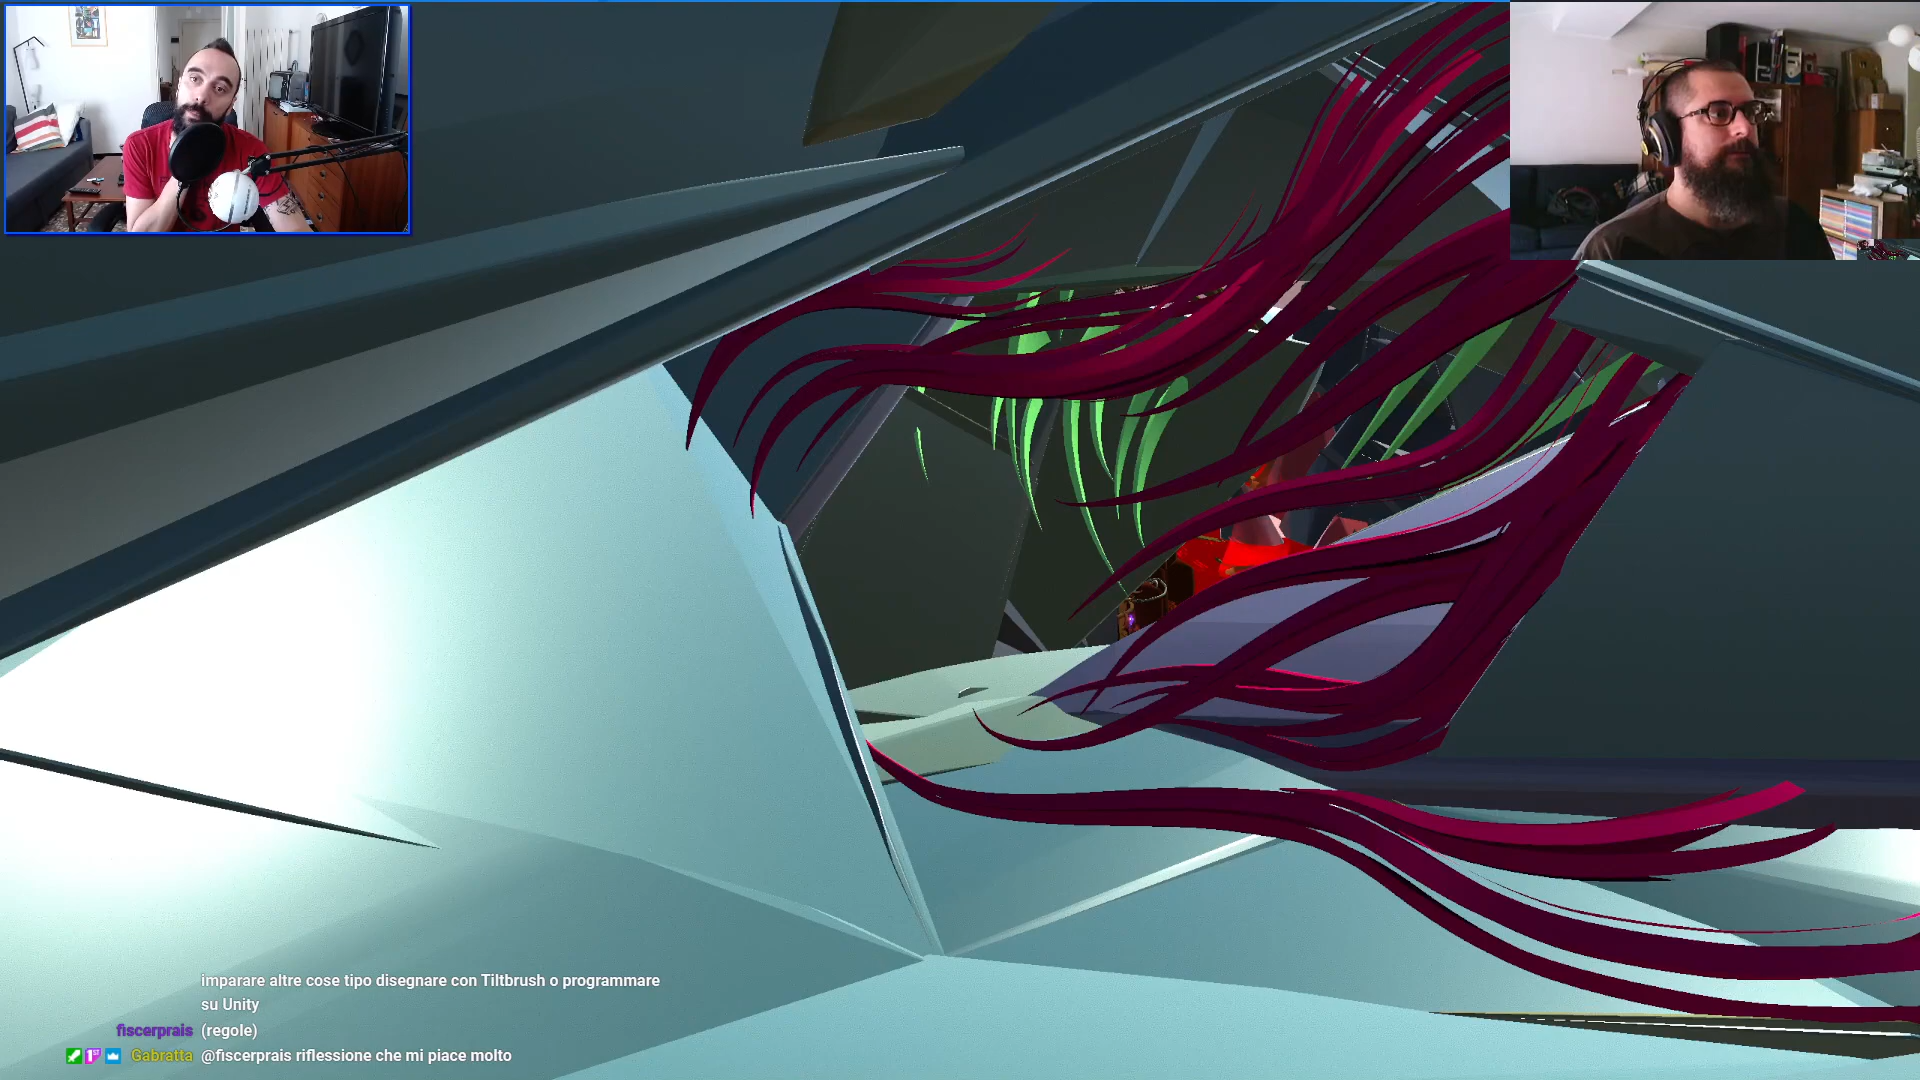 imparare altre cose tipo disegnare con Tiltbrush o programmare
su Unity
fiscerprais (regole)
1ST Gabratta @fiscerprais riflessione che mi piace molto